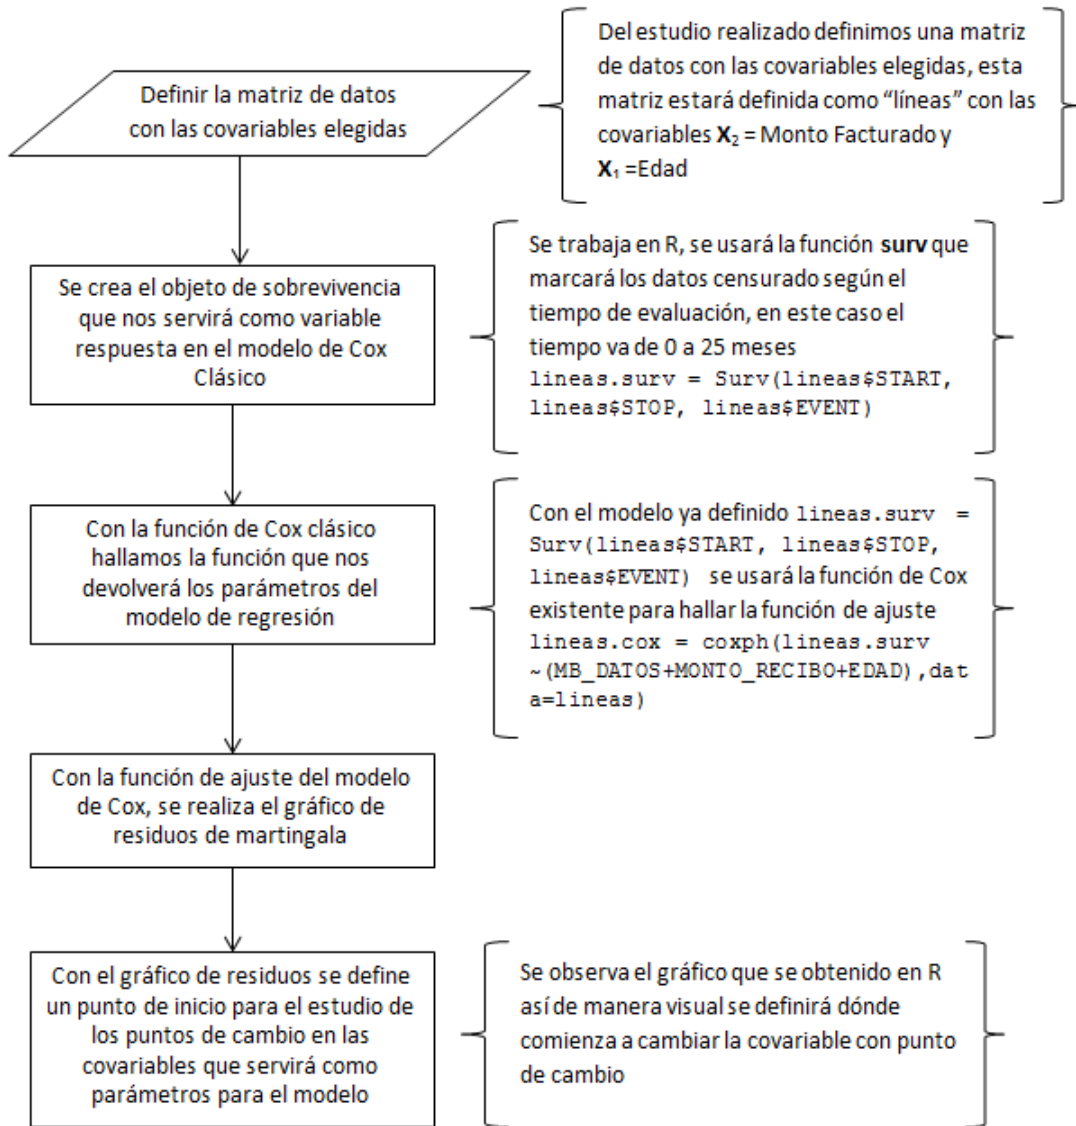 Definir la matriz de datos
con las covariables elegidas
Del estudio realizado definimos una matriz
de datos con las covariables elegidas, esta
matriz estará definida como “líneas” con las
covariables X₂ = Monto Facturado y
X₁ =Edad
Se crea el objeto de sobrevivencia
que nos servirá como variable
respuesta en el modelo de Cox
Clásico
Se trabaja en R, se usará la función surv que
marcará los datos censurado según el
tiempo de evaluación, en este caso el
tiempo va de 0 a 25 meses
lineas.surv = Surv(lineas$START,
lineas$STOP, lineas$EVENT)
Con la función de Cox clásico
hallamos la función que nos
devolverá los parámetros del
modelo de regresión
Con el modelo ya definido lineas.surv =
Surv(lineas$START, lineas$STOP,
lineas$EVENT) se usará la función de Cox
existente para hallar la función de ajuste
lineas.cox = coxph(lineas.surv
~(MB_DATOS+MONTO_RECIBO+EDAD),dat
a=lineas)
Con la función de ajuste del modelo
de Cox, se realiza el gráfico de
residuos de martingala
Con el gráfico de residuos se define
un punto de inicio para el estudio de
los puntos de cambio en las
covariables que servirá como
parámetros para el modelo
Se observa el gráfico que se obtenido en R
así de manera visual se definirá dónde
comienza a cambiar la covariable con punto
de cambio